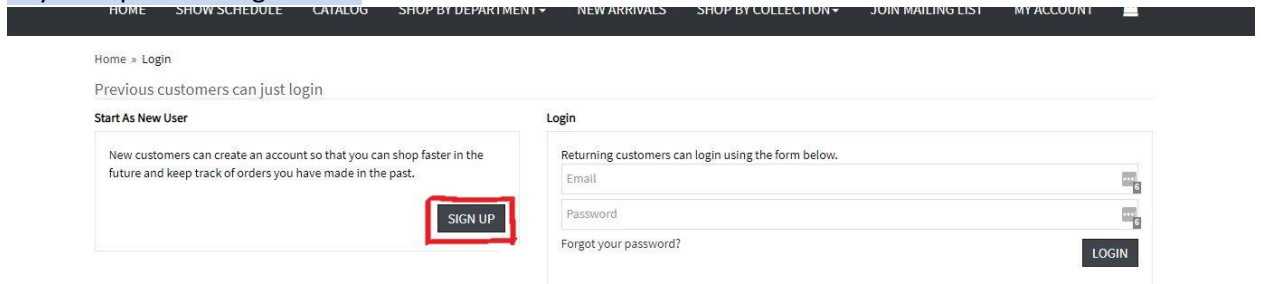 HOME SHOW SCHEDULE CATALOG SHOP BY DEPARTMENT NEW ARRIVALS SHOP BY COLLECTION JOIN MAILING LIST MY ACCOUNT
Home » Login
Previous customers can just login
Start As New User
New customers can create an account so that you can shop faster in the
future and keep track of orders you have made in the past.
SIGN UP
Login
Returning customers can login using the form below.
Email
6
Password
6
Forgot your password?
LOGIN